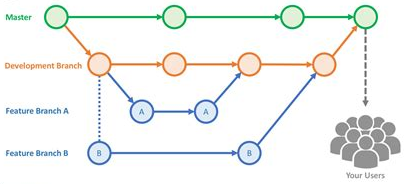 Master
Development Branch
Feature Branch A
A A
Feature Branch B
B B
Your Users